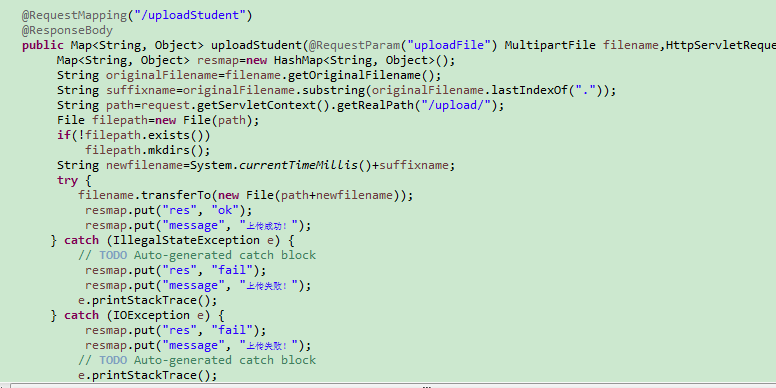 @RequestMapping("/uploadStudent")
@ResponseBody
public Map<String, Object> uploadStudent(@RequestParam("uploadFile") MultipartFile filename,HttpServletReque
Map<String, Object> resmap=new HashMap<String, Object>();
String originalFilename=filename.getOriginalFilename();
String suffixname=originalFilename.substring(originalFilename.lastIndexOf("."));
String path=request.getServletContext().getRealPath("/upload/");
File filepath=new File(path);
if(!filepath.exists())
filepath.mkdirs();
String newfilename=System.currentTimeMillis()+suffixname;
try {
filename.transferTo(new File(path+newfilename));
resmap.put("res", "ok");
resmap.put("message", "上传成功!");
} catch (IllegalStateException e) {
// TODO Auto-generated catch block
resmap.put("res", "fail");
resmap.put("message", "上传失败!");
e.printStackTrace();
} catch (IOException e) {
resmap.put("res", "fail");
resmap.put("message", "上传失败!");
// TODO Auto-generated catch block
e.printStackTrace();